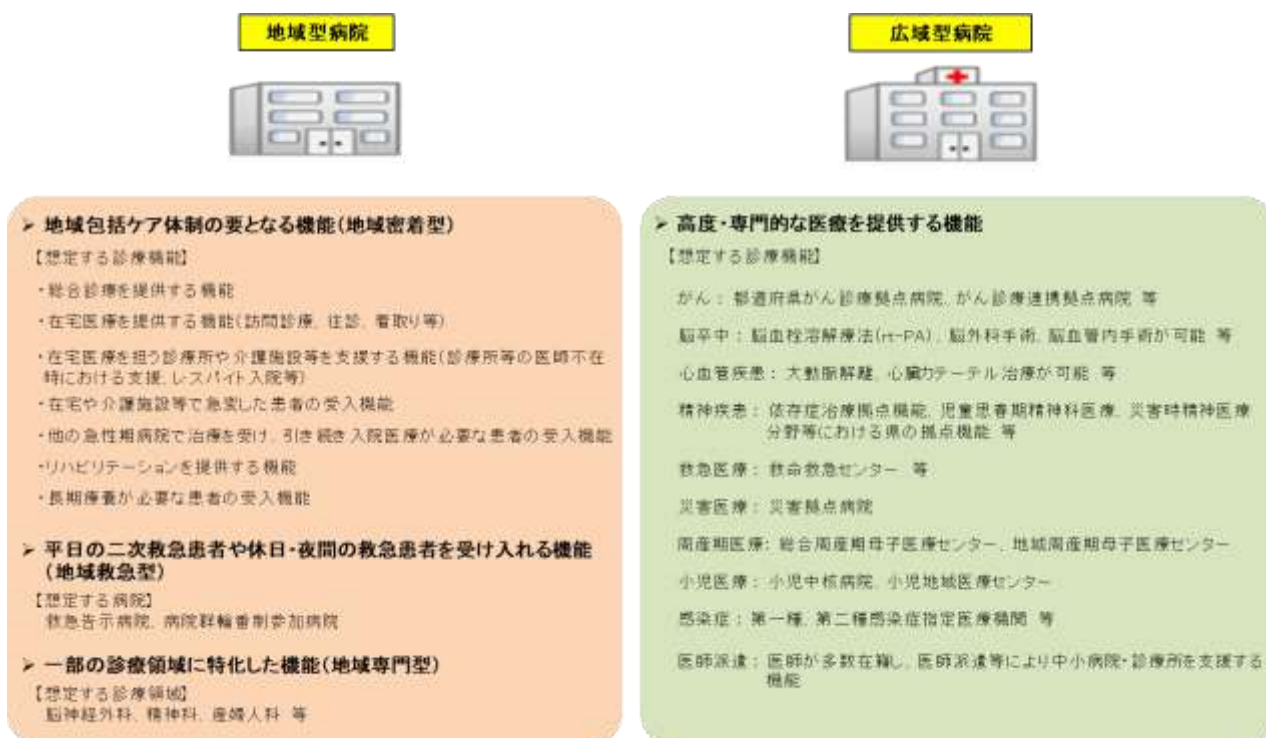 地域型病院
➤ 地域包括ケア体制の要となる機能(地域密着型)
【想定する診療機能】
・総合診療を提供する機能
・在宅医療を提供する機能(訪問診療、往診、看取り等)
・在宅医療を担う診療所や介護施設等を支援する機能(診療所等の医師不在
時における支援、レスパイト入院等)
・在宅や介護施設等で急変した患者の受入機能
・他の急性期病院で治療を受け、引き続き入院医療が必要な患者の受入機能
・リハビリテーションを提供する機能
・長期療養が必要な患者の受入機能
➤ 平日の二次救急患者や休日・夜間の救急患者を受け入れる機能
(地域救急型)
【想定する病院】
救急告示病院、病院群輪番制参加病院
➤ 一部の診療領域に特化した機能(地域専門型)
【想定する診療領域】
脳神経外科、精神科、産婦人科 等
広域型病院
➤ 高度・専門的な医療を提供する機能
【想定する診療機能】
がん：都道府県がん診療拠点病院、がん診療連携拠点病院 等
脳卒中：脳血栓溶解療法(rt-PA)、脳外科手術、脳血管内手術が可能 等
心血管疾患：大動脈解離、心臓カテーテル治療が可能 等
精神疾患：依存症治療拠点機能、児童思春期精神科医療、災害時精神医療
分野等における県の拠点機能 等
救急医療：救命救急センター 等
災害医療：災害拠点病院
周産期医療：総合周産期母子医療センター、地域周産期母子医療センター
小児医療：小児中核病院、小児地域医療センター
感染症：第一種、第二種感染症指定医療機関 等
医師派遣：医師が多数在籍し、医師派遣等により中小病院・診療所を支援する
機能